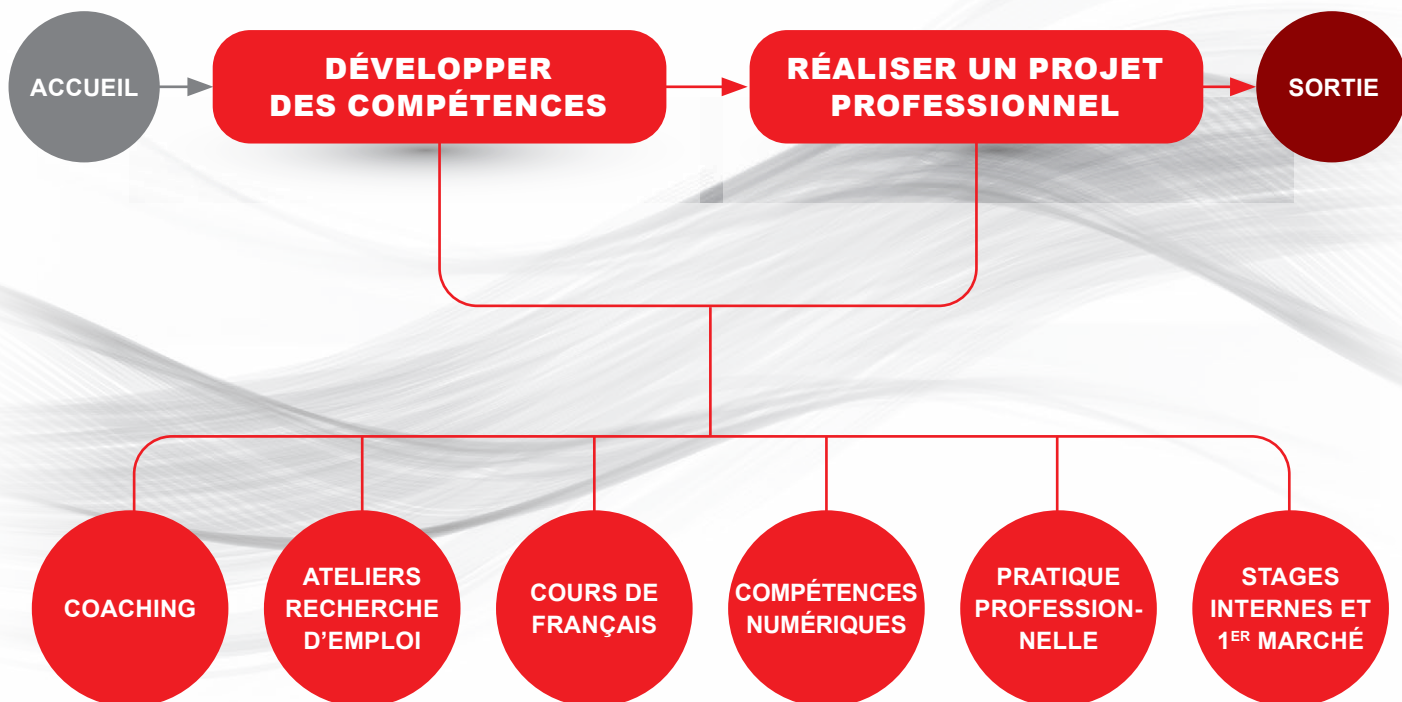 ACCUEIL
DÉVELOPPER
DES COMPÉTENCES
RÉALISER UN PROJET
PROFESSIONNEL
SORTIE
COACHING
ATELIERS
RECHERCHE
D’EMPLOI
COURS DE
FRANÇAIS
COMPÉTENCES
NUMÉRIQUES
PRATIQUE
PROFESSION-
NELLE
STAGES
INTERNES ET
1ER MARCHÉ